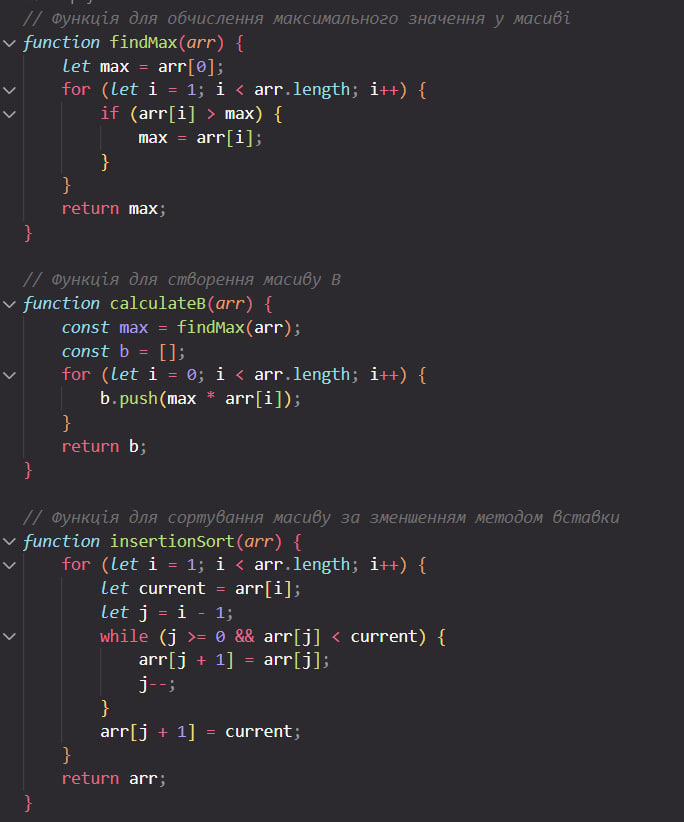 // Функція для обчислення максимального значення у масиві
function findMax(arr) {
    let max = arr[0];
    for (let i = 1; i < arr.length; i++) {
        if (arr[i] > max) {
            max = arr[i];
        }
    }
    return max;
}
// Функція для створення масиву B
function calculateB(arr) {
    const max = findMax(arr);
    const b = [];
    for (let i = 0; i < arr.length; i++) {
        b.push(max * arr[i]);
    }
    return b;
}
// Функція для сортування масиву за зменшенням методом вставки
function insertionSort(arr) {
    for (let i = 1; i < arr.length; i++) {
        let current = arr[i];
        let j = i - 1;
        while (j >= 0 && arr[j] < current) {
            arr[j + 1] = arr[j];
            j--;
        }
        arr[j + 1] = current;
    }
    return arr;
}